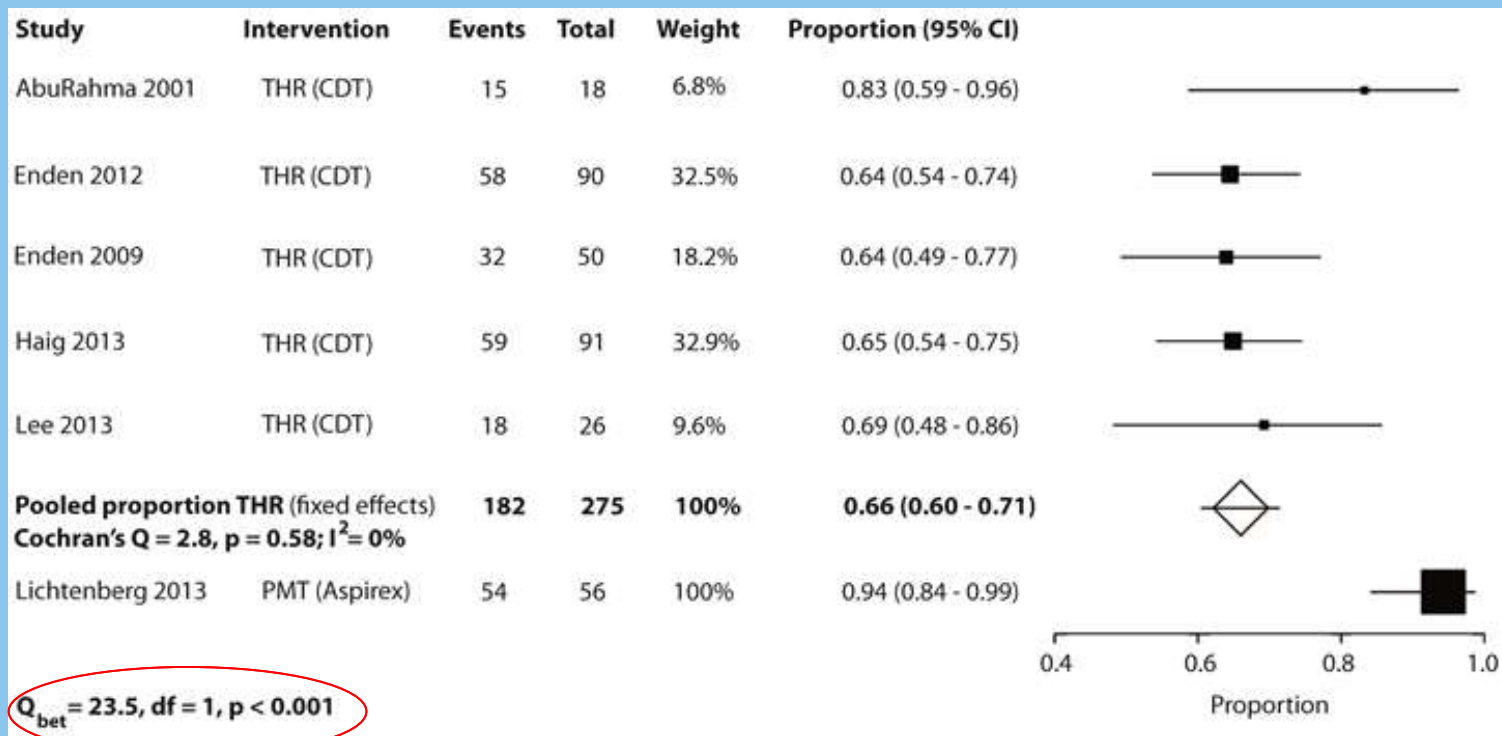 Study Intervention Events Total Weight Proportion (95% CI)
AbuRahma 2001 THR (CDT) 15 18 6.8% 0.83 (0.59 - 0.96)
Enden 2012 THR (CDT) 58 90 32.5% 0.64 (0.54 - 0.74)
Enden 2009 THR (CDT) 32 50 18.2% 0.64 (0.49 - 0.77)
Haig 2013 THR (CDT) 59 91 32.9% 0.65 (0.54 - 0.75)
Lee 2013 THR (CDT) 18 26 9.6% 0.69 (0.48 - 0.86)
Pooled proportion THR (fixed effects) 182 275 100% 0.66 (0.60 - 0.71)
Cochran's Q = 2.8, p = 0.58; I²= 0%
Lichtenberg 2013 PMT (Aspirex) 54 56 100% 0.94 (0.84 - 0.99)
0.4 0.6 0.8 1.0
Proportion
Q bet = 23.5, df = 1, p < 0.001